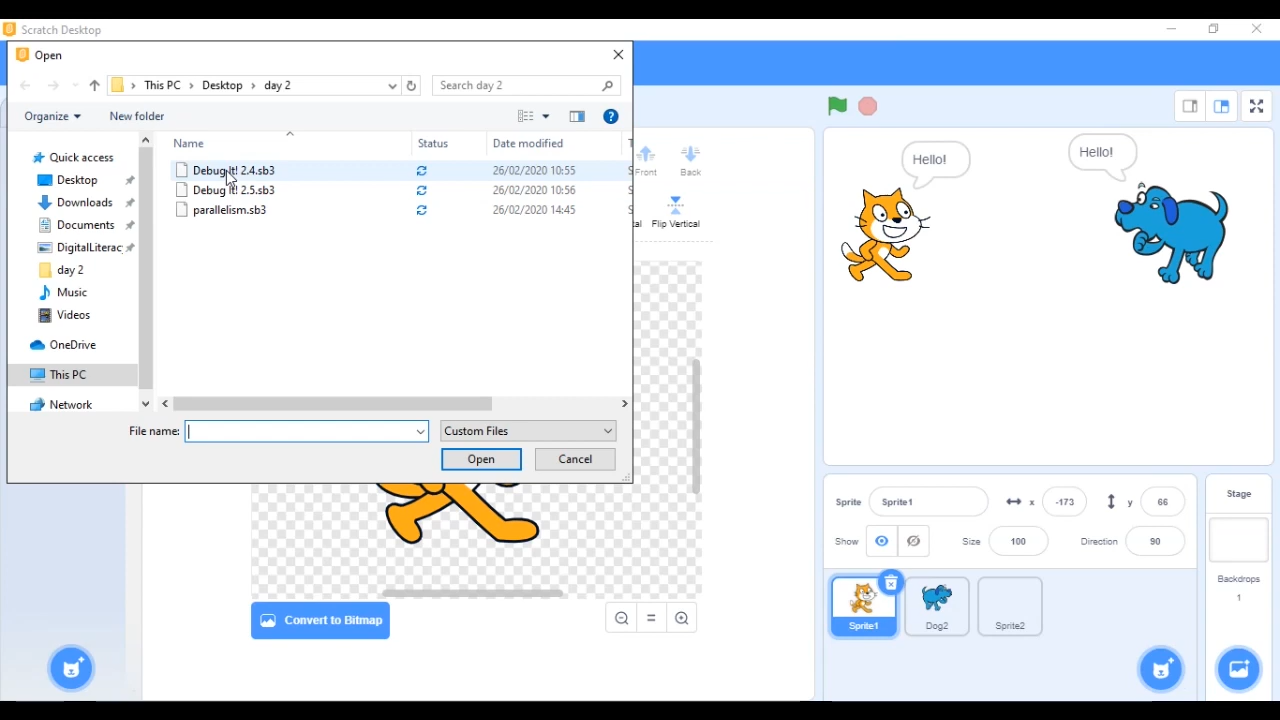 Scratch Desktop
Open
This PC › Desktop › day 2
Search day 2
Organize
New folder
Name
Status
Date modified
Quick access
Desktop
Downloads
Documents
DigitalLiterac
day 2
Music
Videos
OneDrive
This PC
Network
Debug It! 2.4.sb3 26/02/2020 10:55
Debug It! 2.5.sb3 26/02/2020 10:56
parallelism.sb3 26/02/2020 14:45
File name:
Custom Files
Open
Cancel
Front
Back
tal
Flip Vertical
Convert to Bitmap
Hello!
Hello!
Sprite Sprite1 x -173 y 66
Show Size 100 Direction 90
Sprite1
Dog2
Sprite2
Stage
Backdrops
1